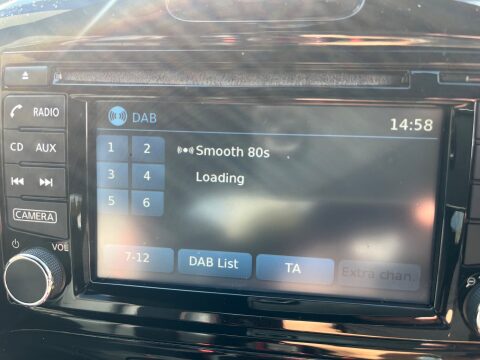 RADIO
CD AUX
CAMERA
VOL
DAB
14:58
1 2
Smooth 80s
3 4
Loading
5 6
7-12
DAB List
TA
Extra chan.